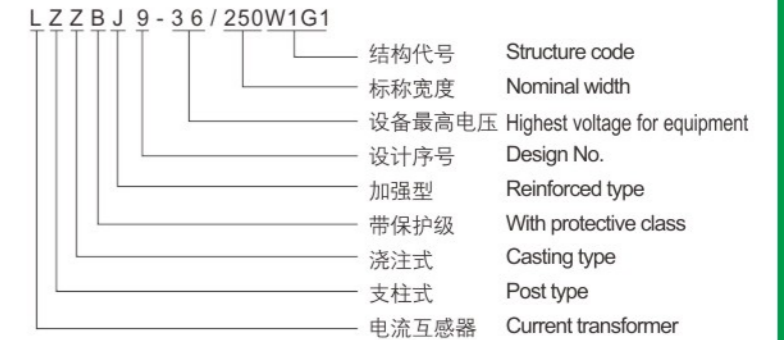 LZZBJ9-36/250W1G1
结构代号 Structure code
标称宽度 Nominal width
设备最高电压 Highest voltage for equipment
设计序号 Design No.
加强型 Reinforced type
带保护级 With protective class
浇注式 Casting type
支柱式 Post type
电流互感器 Current transformer